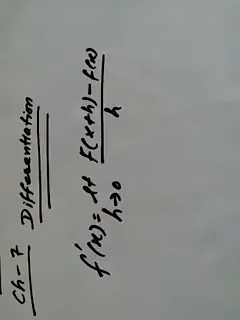 Ch-7 Differentiation
f'(x) = lt f(x+h)-f(x)
h→0 h